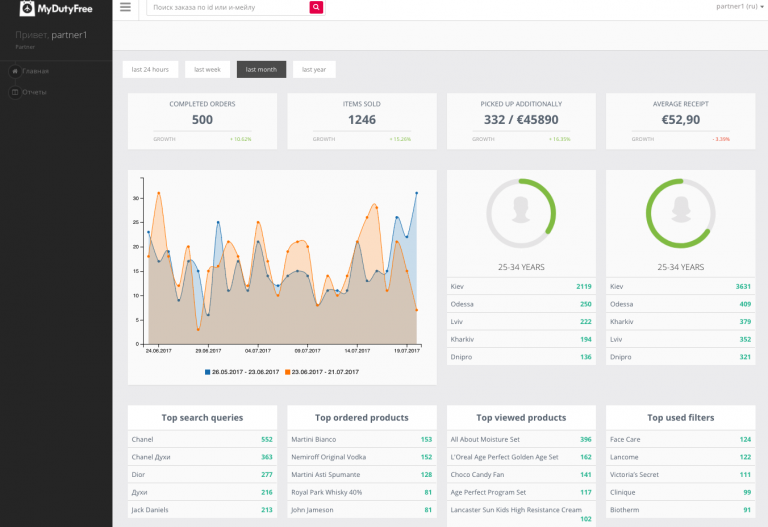 MyDutyFree
Поиск заказа по id или и-мейлу
partner1 (ru)
Привет, partner1
Partner
Главная
Отчеты
last 24 hours
last week
last month
last year
COMPLETED ORDERS
500
GROWTH
+ 10,62%
ITEMS SOLD
1246
GROWTH
+ 15,29%
PICKED UP ADDITIONALLY
332 / €45890
GROWTH
+ 16,35%
AVERAGE RECEIPT
€52,90
GROWTH
- 3,39%
30
25
20
15
10
5
0
24.06.2017
29.06.2017
04.07.2017
09.07.2017
14.07.2017
19.07.2017
26.05.2017 - 23.06.2017
23.06.2017 - 21.07.2017
25-34 YEARS
Kiev 2119
Odessa 250
Lviv 222
Kharkiv 194
Dnipro 136
25-34 YEARS
Kiev 3631
Odessa 409
Kharkiv 379
Lviv 352
Dnipro 321
Top search queries
Chanel 552
Chanel Духи 363
Dior 277
Духи 216
Jack Daniels 213
Top ordered products
Martini Bianco 153
Nemiroff Original Vodka 152
Martini Asti Spumante 128
Royal Park Whisky 40% 81
John Jameson 81
Top viewed products
All About Moisture Set 396
L'Oreal Age Perfect Golden Age Set 162
Choco Candy Fan 141
Age Perfect Program Set 117
Lancaster Sun Kids High Resistance Cream
102
Top used filters
Face Care 124
Lancome 122
Victoria's Secret 111
Clinique 99
Biotherm 91